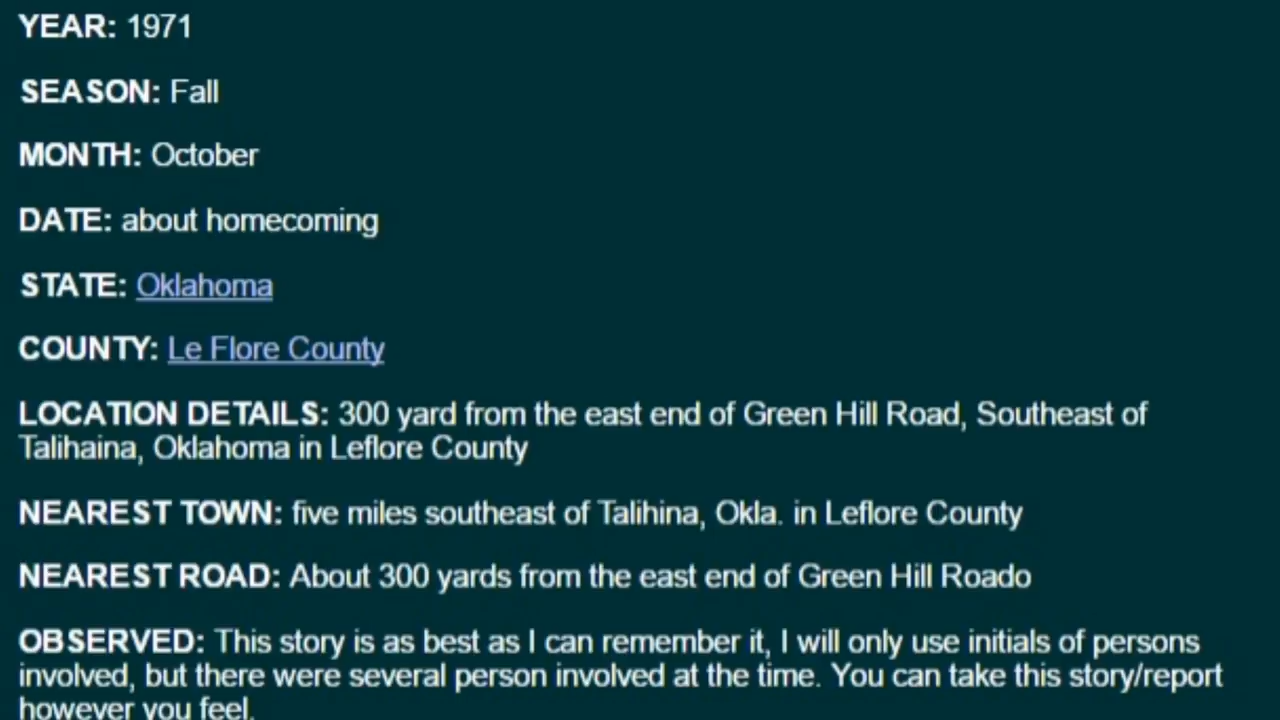 YEAR: 1971
SEASON: Fall
MONTH: October
DATE: about homecoming
STATE: Oklahoma
COUNTY: Le Flore County
LOCATION DETAILS: 300 yard from the east end of Green Hill Road, Southeast of
Talihaina, Oklahoma in Leflore County
NEAREST TOWN: five miles southeast of Talihina, Okla. in Leflore County
NEAREST ROAD: About 300 yards from the east end of Green Hill Roado
OBSERVED: This story is as best as I can remember it, I will only use initials of persons
involved, but there were several person involved at the time. You can take this story/report
however you feel.